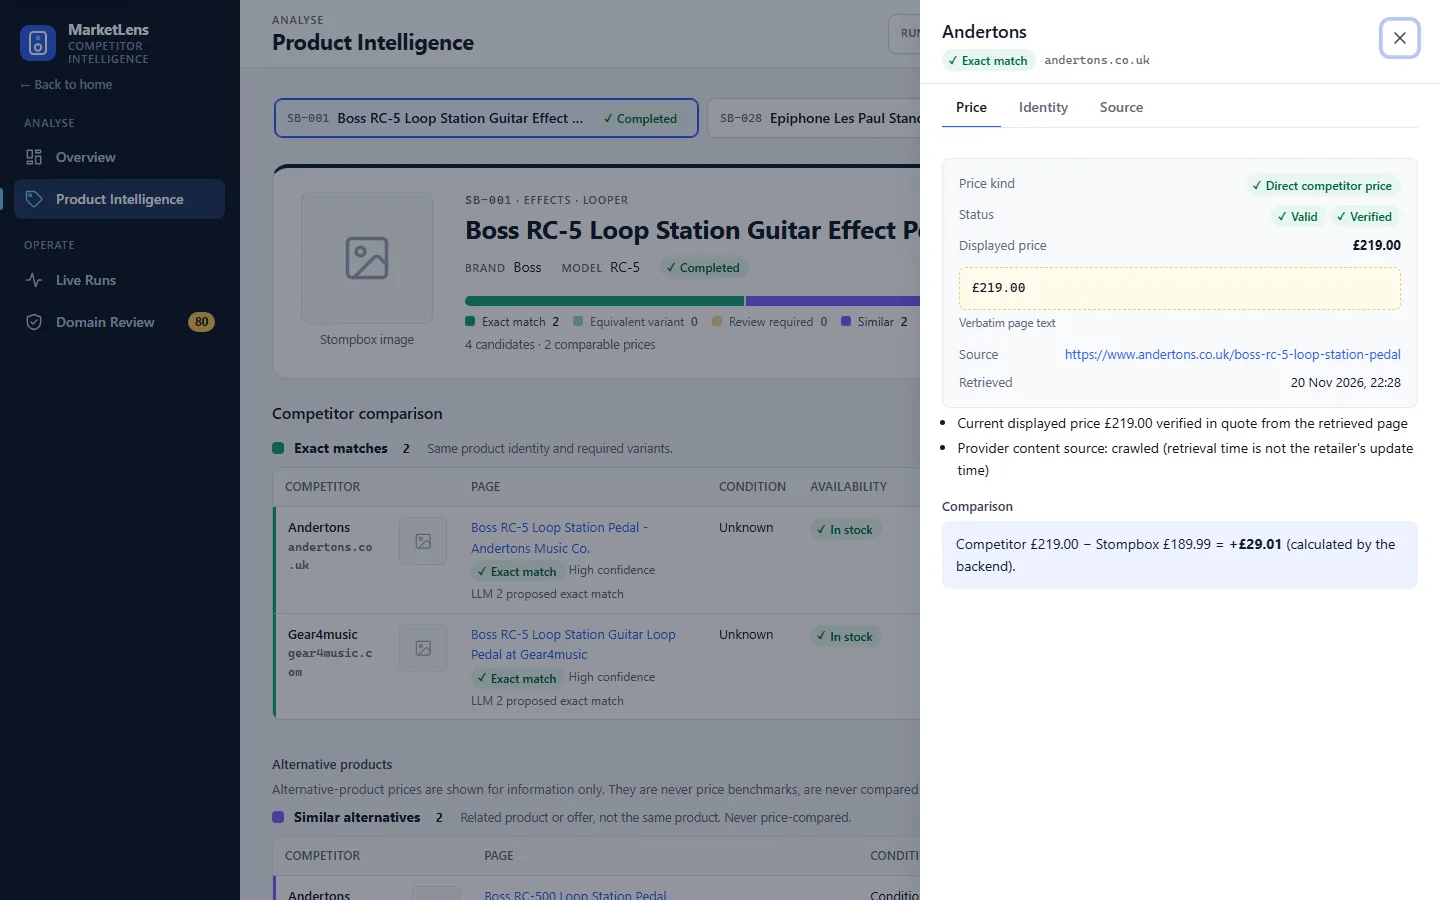 MarketLens
COMPETITOR
INTELLIGENCE
← Back to home
ANALYSE
Overview
Product Intelligence
OPERATE
Live Runs
Domain Review 80
ANALYSE
Product Intelligence
RUN
SB-001 Boss RC-5 Loop Station Guitar Effect ... ✓ Completed
SB-028 Epiphone Les Paul Stand
SB-001 · EFFECTS · LOOPER
Boss RC-5 Loop Station Guitar Effect P
BRAND Boss MODEL RC-5 ✓ Completed
Exact match 2 Equivalent variant 0 Review required 0 Similar 2
4 candidates · 2 comparable prices
Stompbox image
Competitor comparison
Exact matches 2 Same product identity and required variants.
COMPETITOR PAGE CONDITION AVAILABILITY
Andertons
andertons.co
.uk
Boss RC-5 Loop Station Pedal -
Andertons Music Co.
✓ Exact match High confidence
LLM 2 proposed exact match
Unknown
✓ In stock
Gear4music
gear4music.c
om
Boss RC-5 Loop Station Guitar Loop
Pedal at Gear4music
✓ Exact match High confidence
LLM 2 proposed exact match
Unknown
✓ In stock
Alternative products
Alternative-product prices are shown for information only. They are never price benchmarks, are never compared
Similar alternatives 2 Related product or offer, not the same product. Never price-compared.
COMPETITOR PAGE CONDITI
Andertons Boss RC-500 Loop Station Pedal Conditio
Andertons
✓ Exact match andertons.co.uk
Price Identity Source
Price kind ✓ Direct competitor price
Status ✓ Valid ✓ Verified
Displayed price £219.00
£219.00
Verbatim page text
Source https://www.andertons.co.uk/boss-rc-5-loop-station-pedal
Retrieved 20 Nov 2026, 22:28
• Current displayed price £219.00 verified in quote from the retrieved page
• Provider content source: crawled (retrieval time is not the retailer's update
time)
Comparison
Competitor £219.00 − Stompbox £189.99 = +£29.01 (calculated by the
backend).